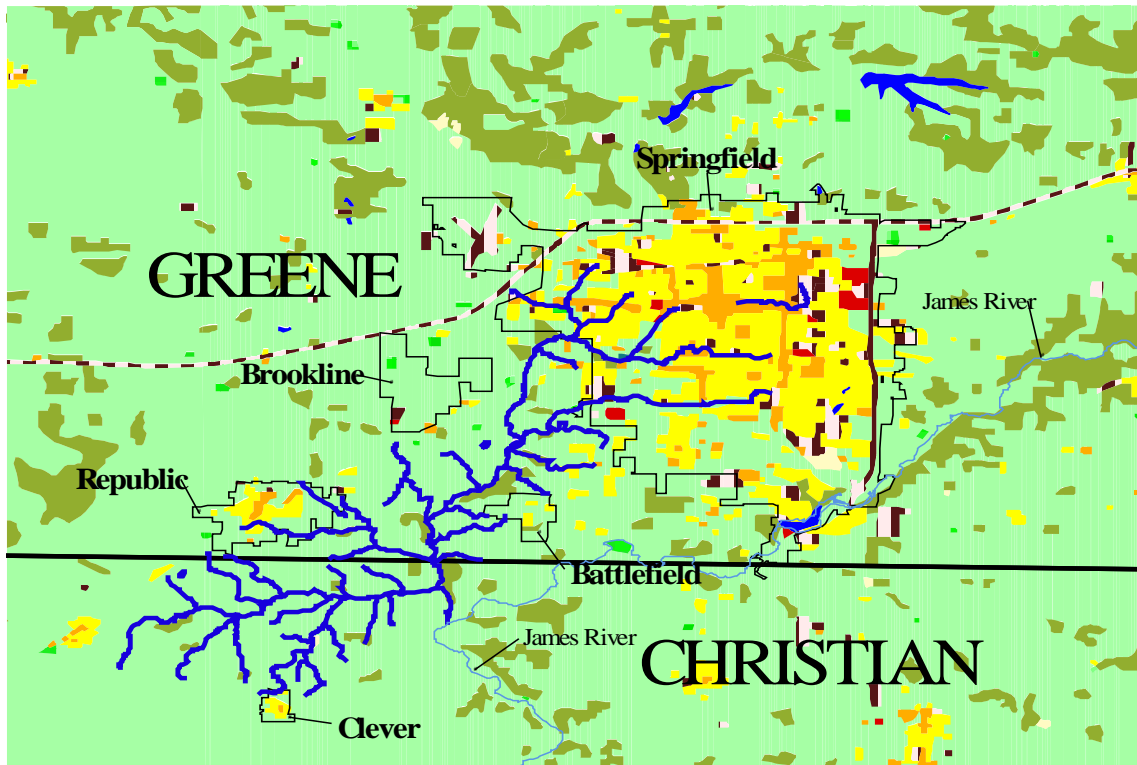 Springfield
GREENE
James River
Brookline
Republic
Battlefield
James River
CHRISTIAN
Clever